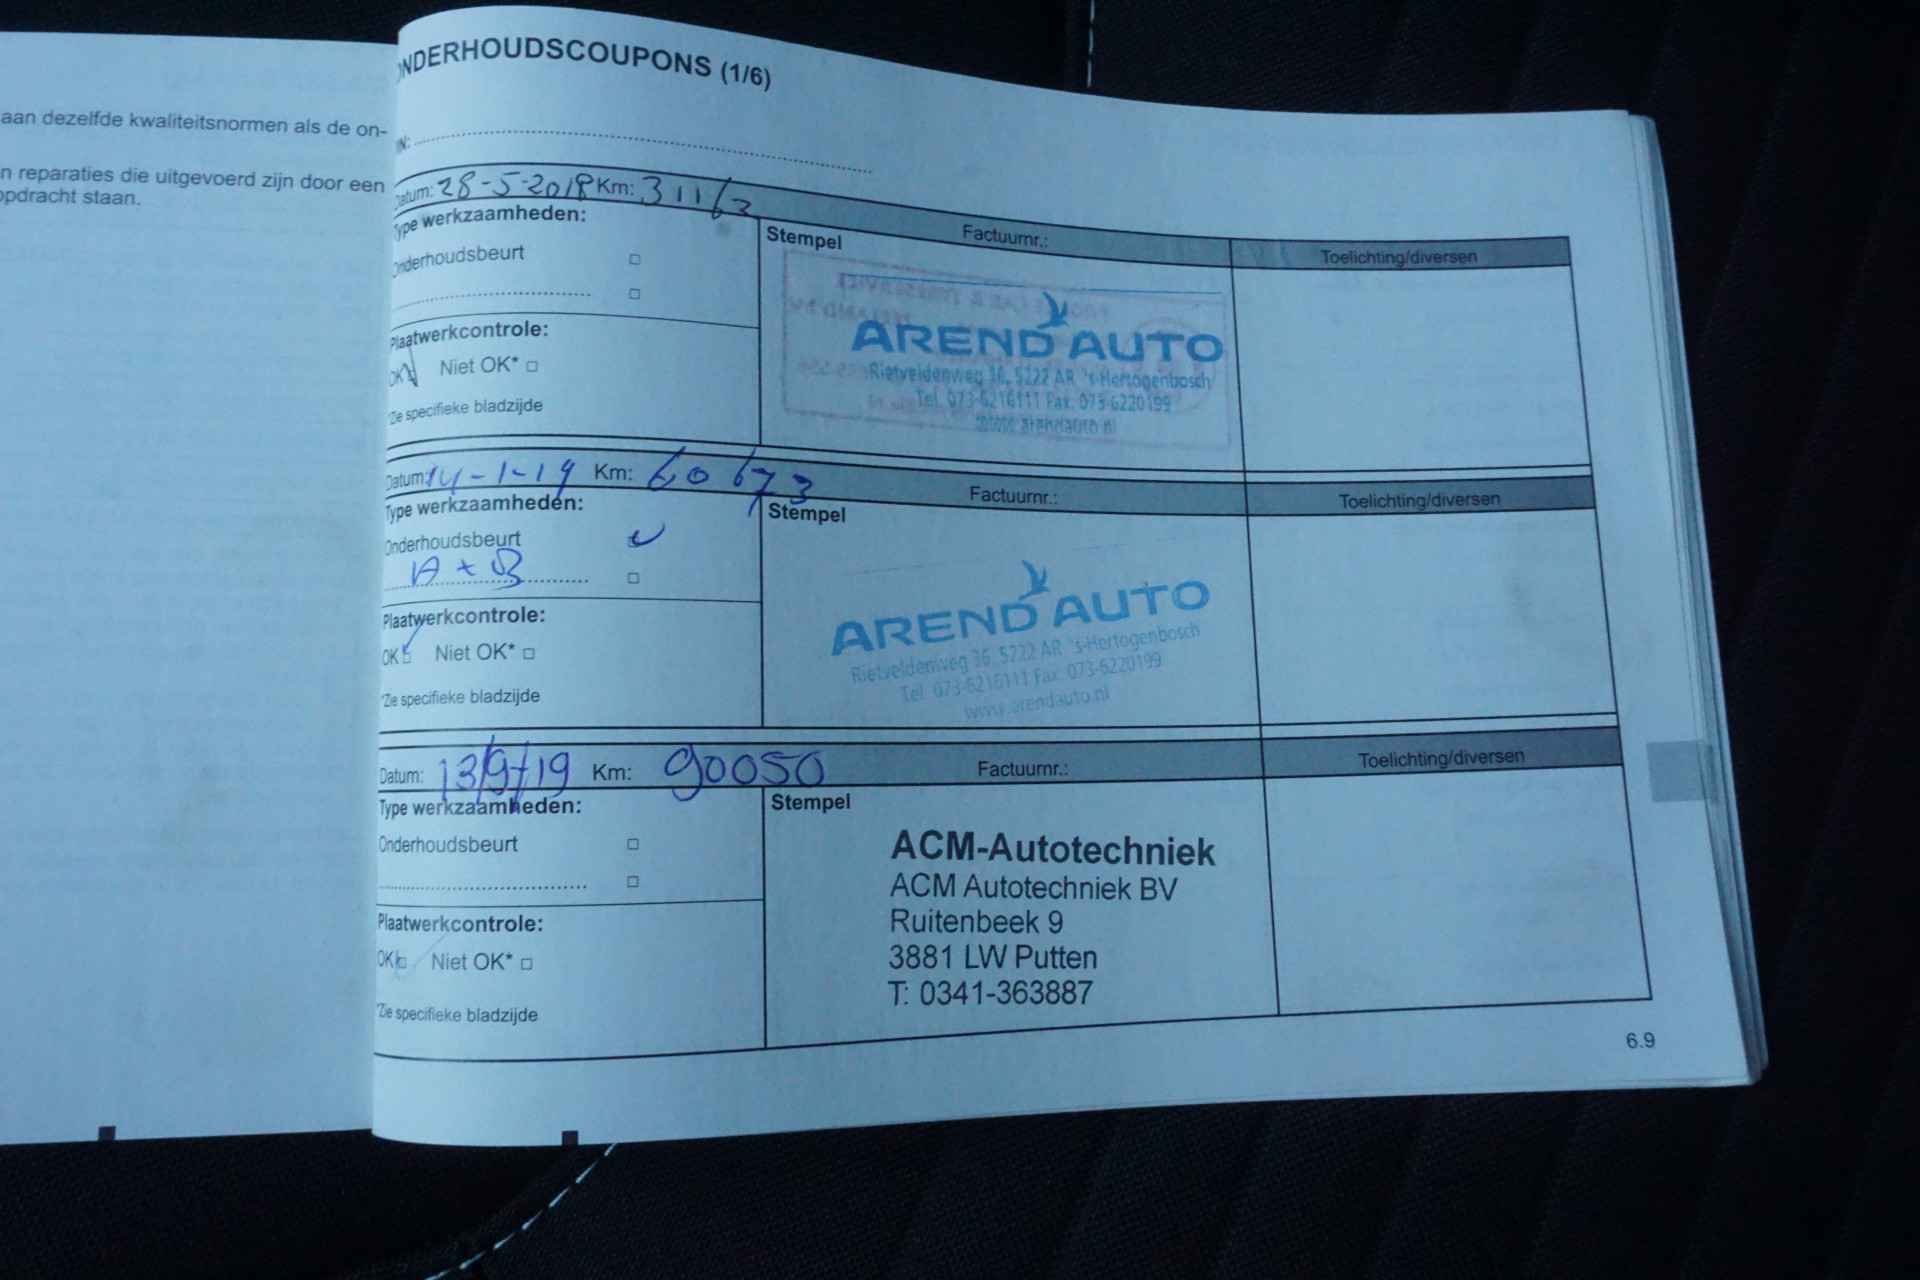 aan dezelfde kwaliteitsnormen als de on-
n reparaties die uitgevoerd zijn door een
opdracht staan.
NDERHOUDSCOUPONS (1/6)
IN:
Datum: 28-5-2018 Km: 31163
Factuurnr.:
Toelichting/diversen
Type werkzaamheden:
Stempel
Onderhoudsbeurt
AREND AUTO
Rietveldenweg 36, 5222 AR 's-Hertogenbosch
Tel. 073-6216111 Fax. 073-6220199
www.arendauto.nl
Plaatwerkcontrole:
OK Niet OK*
*Zie specifieke bladzijde
Datum: 14-1-19 Km: 60673
Factuurnr.:
Toelichting/diversen
Type werkzaamheden:
Stempel
Onderhoudsbeurt
A + B
AREND AUTO
Rietveldenweg 36, 5222 AR 's-Hertogenbosch
Tel. 073-6216111 Fax. 073-6220199
www.arendauto.nl
Plaatwerkcontrole:
OK Niet OK*
*Zie specifieke bladzijde
Datum: 13/9/19 Km: 90050
Factuurnr.:
Toelichting/diversen
Type werkzaamheden:
Stempel
Onderhoudsbeurt
ACM-Autotechniek
ACM Autotechniek BV
Ruitenbeek 9
3881 LW Putten
T: 0341-363887
Plaatwerkcontrole:
OK Niet OK*
*Zie specifieke bladzijde
6.9